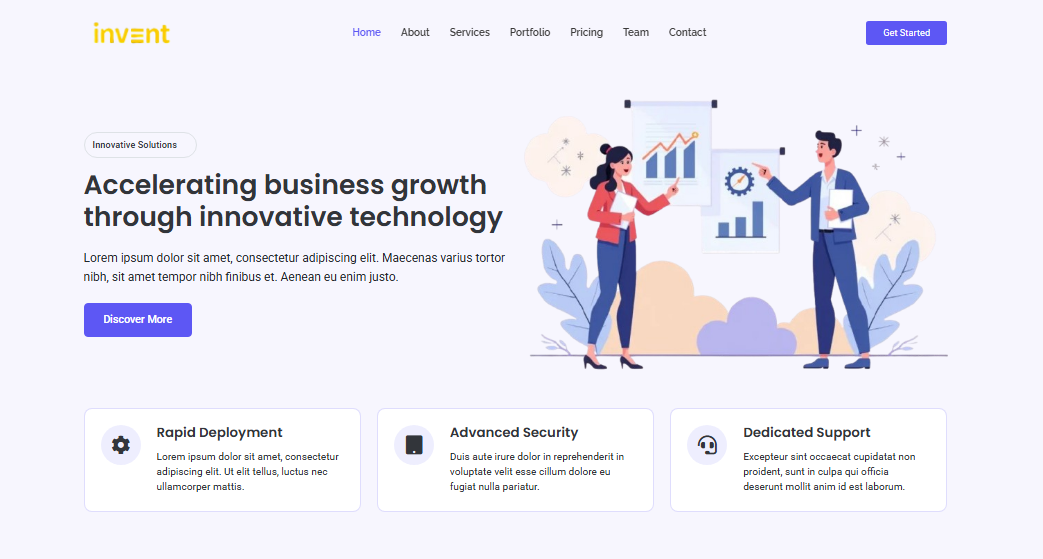 invent
Home
About
Services
Portfolio
Pricing
Team
Contact
Get Started
Innovative Solutions
Accelerating business growth
through innovative technology
Lorem ipsum dolor sit amet, consectetur adipiscing elit. Maecenas varius tortor
nibh, sit amet tempor nibh finibus et. Aenean eu enim justo.
Discover More
Rapid Deployment
Lorem ipsum dolor sit amet, consectetur
adipiscing elit. Ut elit tellus, luctus nec
ullamcorper mattis.
Advanced Security
Duis aute irure dolor in reprehenderit in
voluptate velit esse cillum dolore eu
fugiat nulla pariatur.
Dedicated Support
Excepteur sint occaecat cupidatat non
proident, sunt in culpa qui officia
deserunt mollit anim id est laborum.